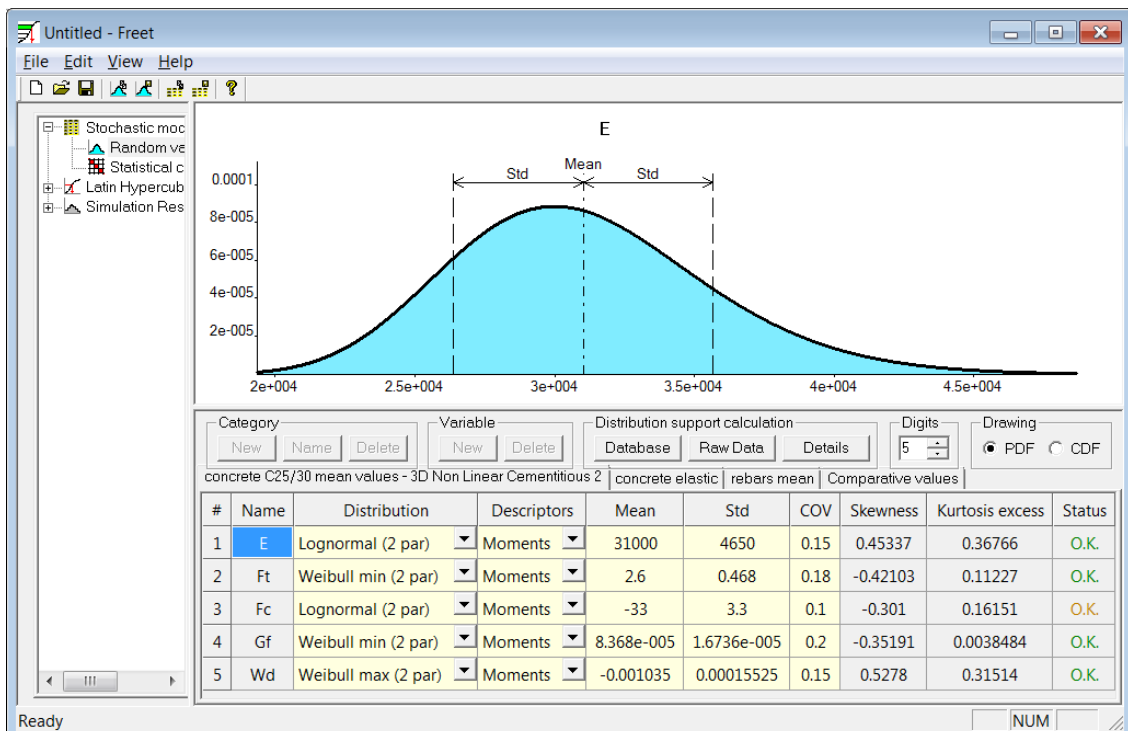 Untitled - Freet
File Edit View Help
Stochastic moc
Random va
Statistical c
Latin Hypercub
Simulation Res
E
Mean
Std Std
0.0001
8e-005
6e-005
4e-005
2e-005
2e+004 2.5e+004 3e+004 3.5e+004 4e+004 4.5e+004
Category Variable Distribution support calculation Digits Drawing
New Name Delete New Delete Database Raw Data Details 5 PDF CDF
concrete C25/30 mean values - 3D Non Linear Cementitious 2 concrete elastic rebars mean Comparative values
# Name Distribution Descriptors Mean Std COV Skewness Kurtosis excess Status
1 E Lognormal (2 par) Moments 31000 4650 0.15 0.45337 0.36766 O.K.
2 Ft Weibull min (2 par) Moments 2.6 0.468 0.18 -0.42103 0.11227 O.K.
3 Fc Lognormal (2 par) Moments -33 3.3 0.1 -0.301 0.16151 O.K.
4 Gf Weibull min (2 par) Moments 8.368e-005 1.6736e-005 0.2 -0.35191 0.0038484 O.K.
5 Wd Weibull max (2 par) Moments -0.001035 0.00015525 0.15 0.5278 0.31514 O.K.
Ready NUM